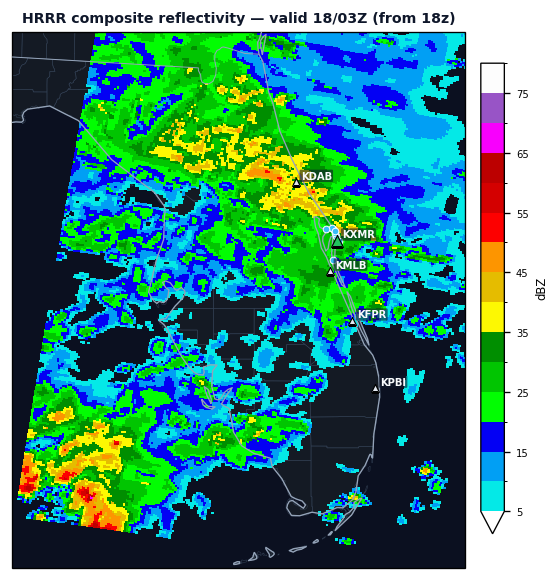 HRRR composite reflectivity — valid 18/03Z (from 18z)
KDAB
KXMR
KMLB
KFPR
KPBI
75
65
55
45
35
25
15
5
dBZ